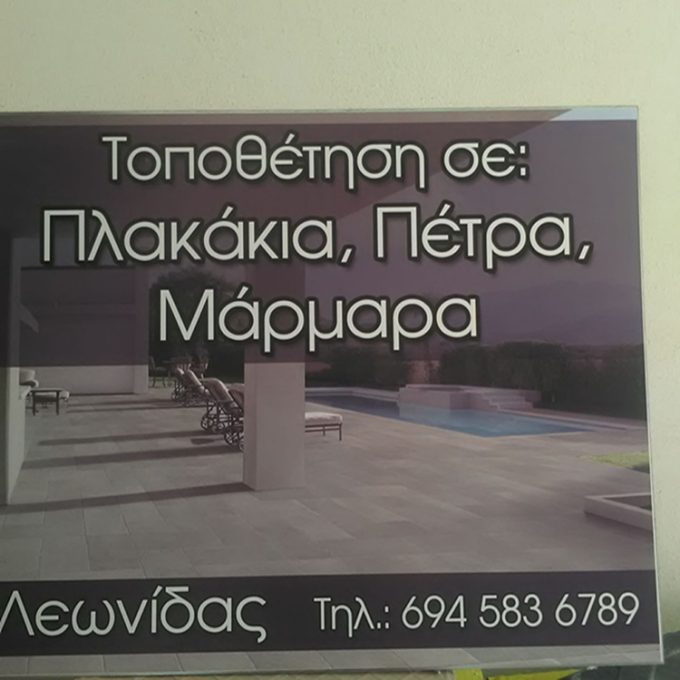 Τοποθέτηση σε:
Πλακάκια, Πέτρα,
Μάρμαρα
Λεωνίδας Τηλ.: 694 583 6789